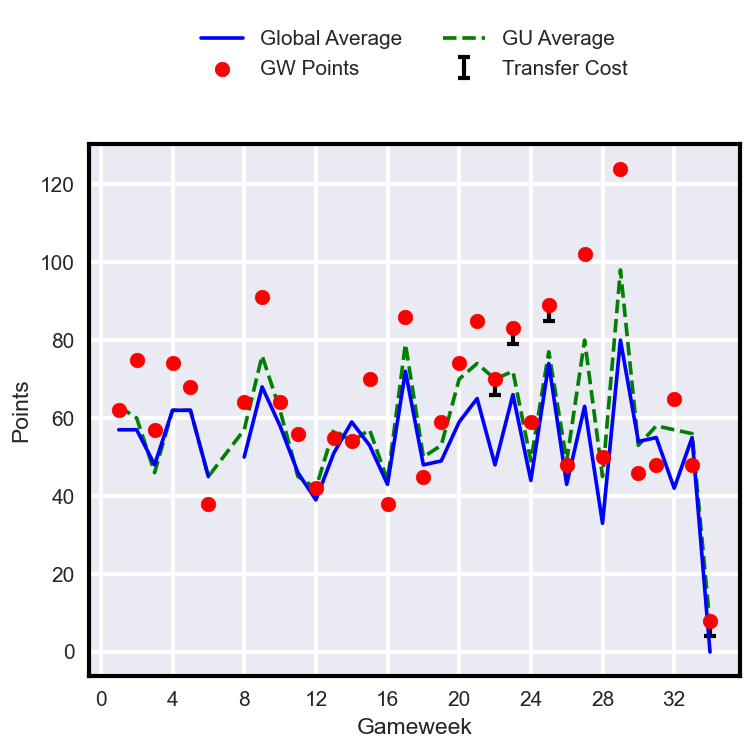 Global Average
GU Average
GW Points
Transfer Cost
120
100
80
60
40
20
0
Points
0 4 8 12 16 20 24 28 32
Gameweek